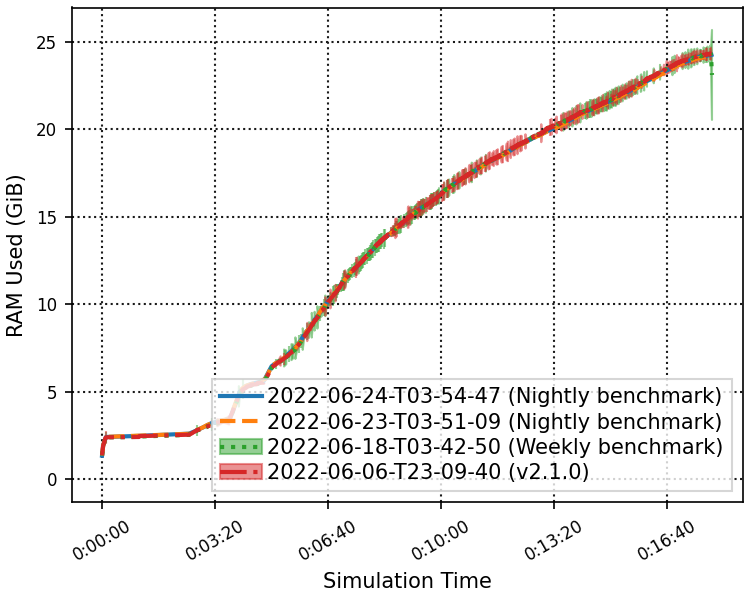 25
20
15
10
5
0
RAM Used (GiB)
2022-06-24-T03-54-47 (Nightly benchmark)
2022-06-23-T03-51-09 (Nightly benchmark)
2022-06-18-T03-42-50 (Weekly benchmark)
2022-06-06-T23-09-40 (v2.1.0)
0:00:00 0:03:20 0:06:40 0:10:00 0:13:20 0:16:40
Simulation Time